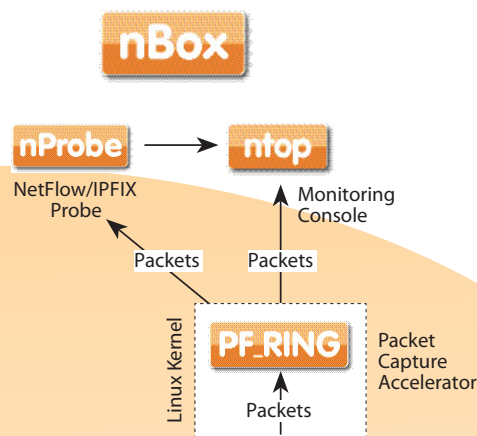 nBox
nProbe
ntop
NetFlow/IPFIX
Probe
Monitoring
Console
Packets
Packets
Linux Kernel
PF_RING
Packet
Capture
Accelerator
Packets